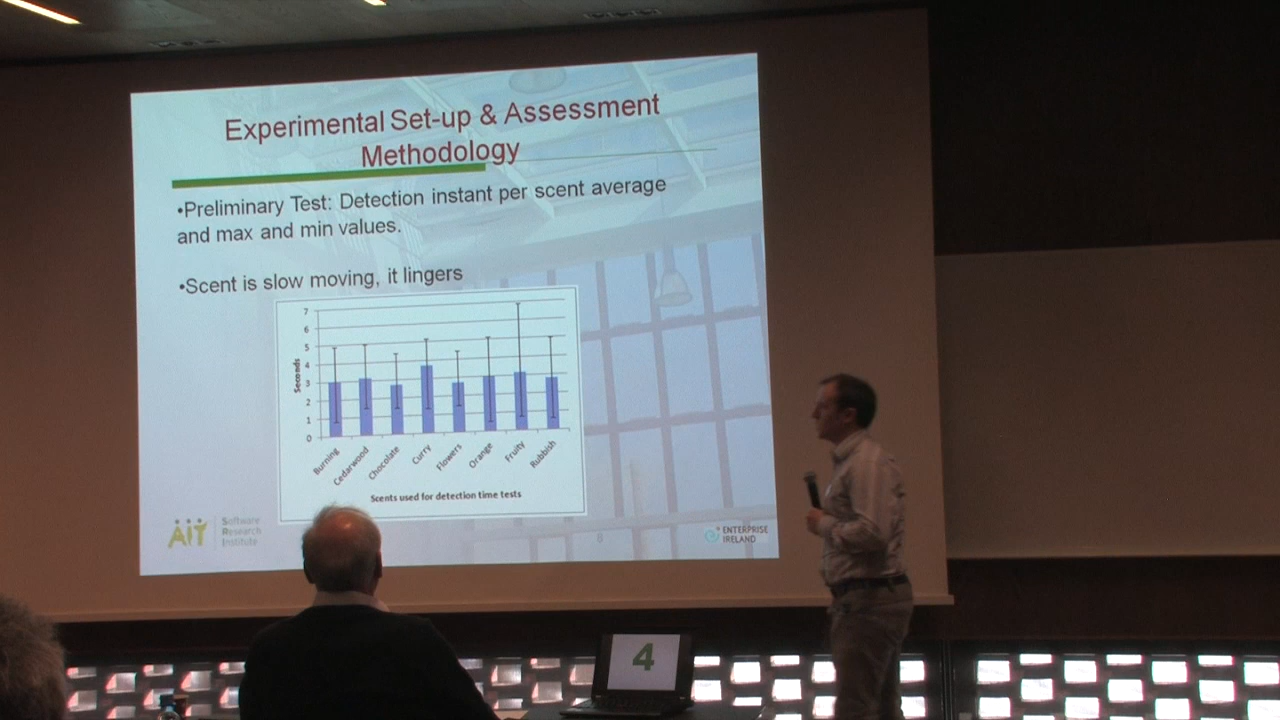 Experimental Set-up & Assessment
Methodology
•Preliminary Test: Detection instant per scent average
and max and min values.
•Scent is slow moving, it lingers
7
6
5
4
3
2
1
0
Seconds
Burning
Cedarwood
Chocolate
Curry
Flowers
Orange
Fruity
Rubbish
Scents used for detection time tests
AIT
Software
Research
Institute
ENTERPRISE
IRELAND
4